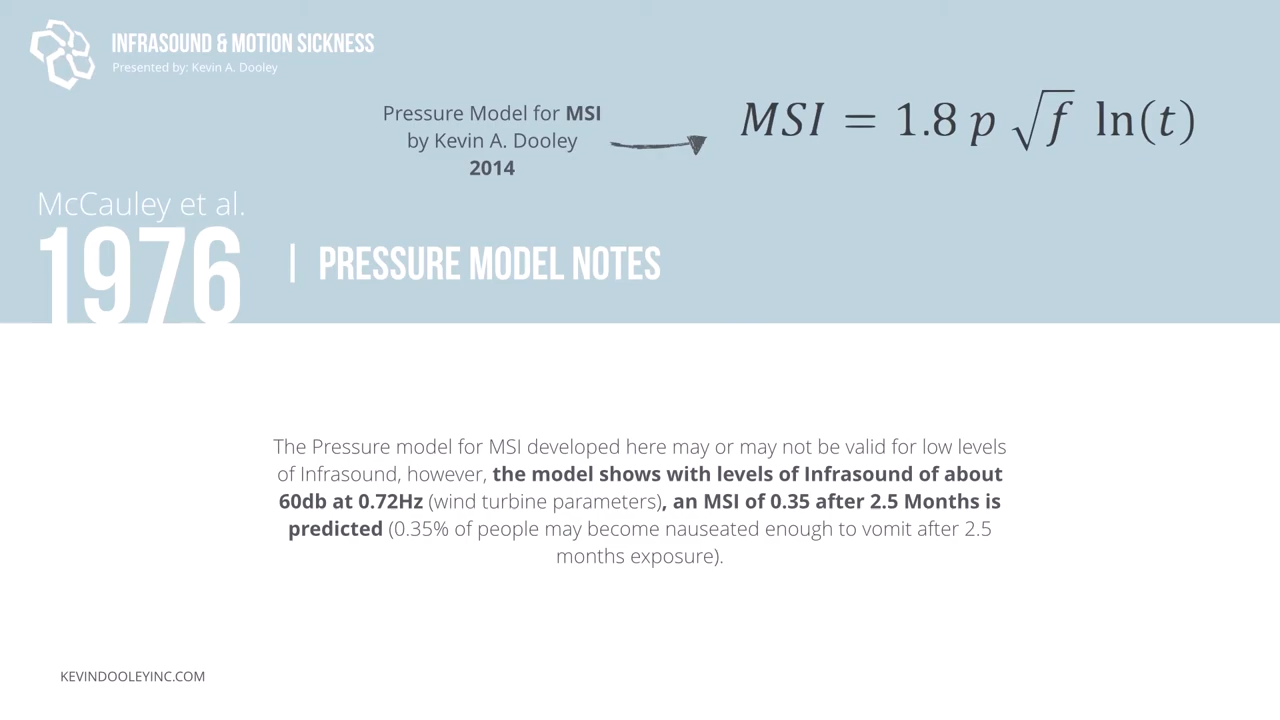 INFRASOUND & MOTION SICKNESS
Presented by: Kevin A. Dooley
Pressure Model for MSI
by Kevin A. Dooley
2014
MSI = 1.8 p √f ln(t)
McCauley et al.
1976
| PRESSURE MODEL NOTES
The Pressure model for MSI developed here may or may not be valid for low levels
of Infrasound, however, the model shows with levels of Infrasound of about
60db at 0.72Hz (wind turbine parameters), an MSI of 0.35 after 2.5 Months is
predicted (0.35% of people may become nauseated enough to vomit after 2.5
months exposure).
KEVINDOOLEYINC.COM